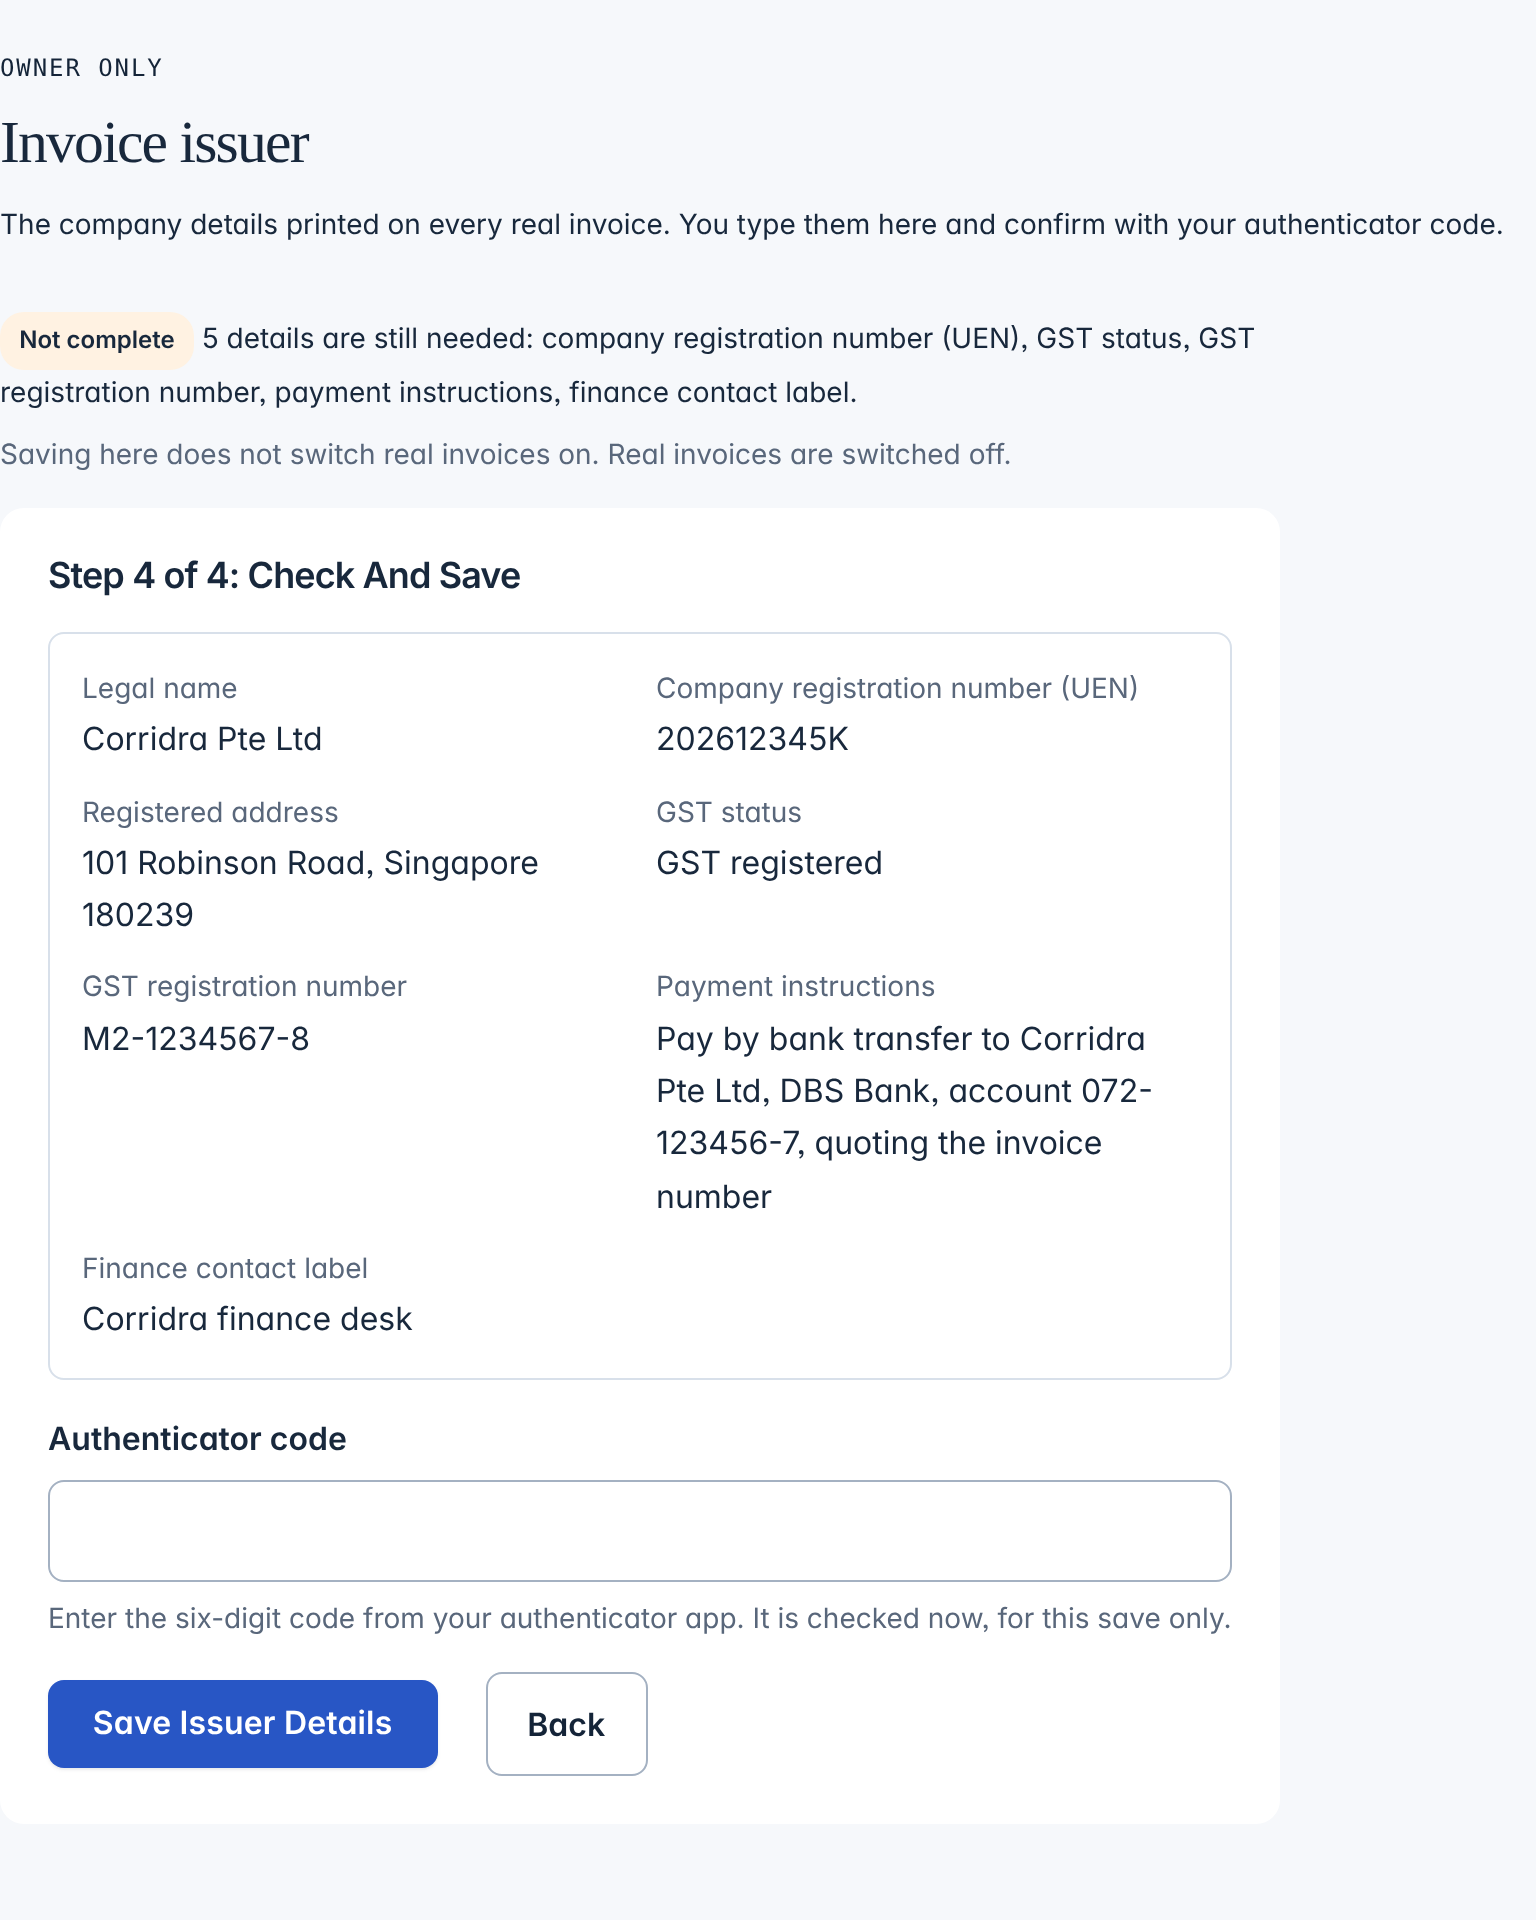 OWNER ONLY
Invoice issuer
The company details printed on every real invoice. You type them here and confirm with your authenticator code.
Not complete 5 details are still needed: company registration number (UEN), GST status, GST
registration number, payment instructions, finance contact label.
Saving here does not switch real invoices on. Real invoices are switched off.
Step 4 of 4: Check And Save
Legal name
Corridra Pte Ltd
Company registration number (UEN)
202612345K
Registered address
101 Robinson Road, Singapore
180239
GST status
GST registered
GST registration number
M2-1234567-8
Payment instructions
Pay by bank transfer to Corridra
Pte Ltd, DBS Bank, account 072-
123456-7, quoting the invoice
number
Finance contact label
Corridra finance desk
Authenticator code
Enter the six-digit code from your authenticator app. It is checked now, for this save only.
Save Issuer Details
Back